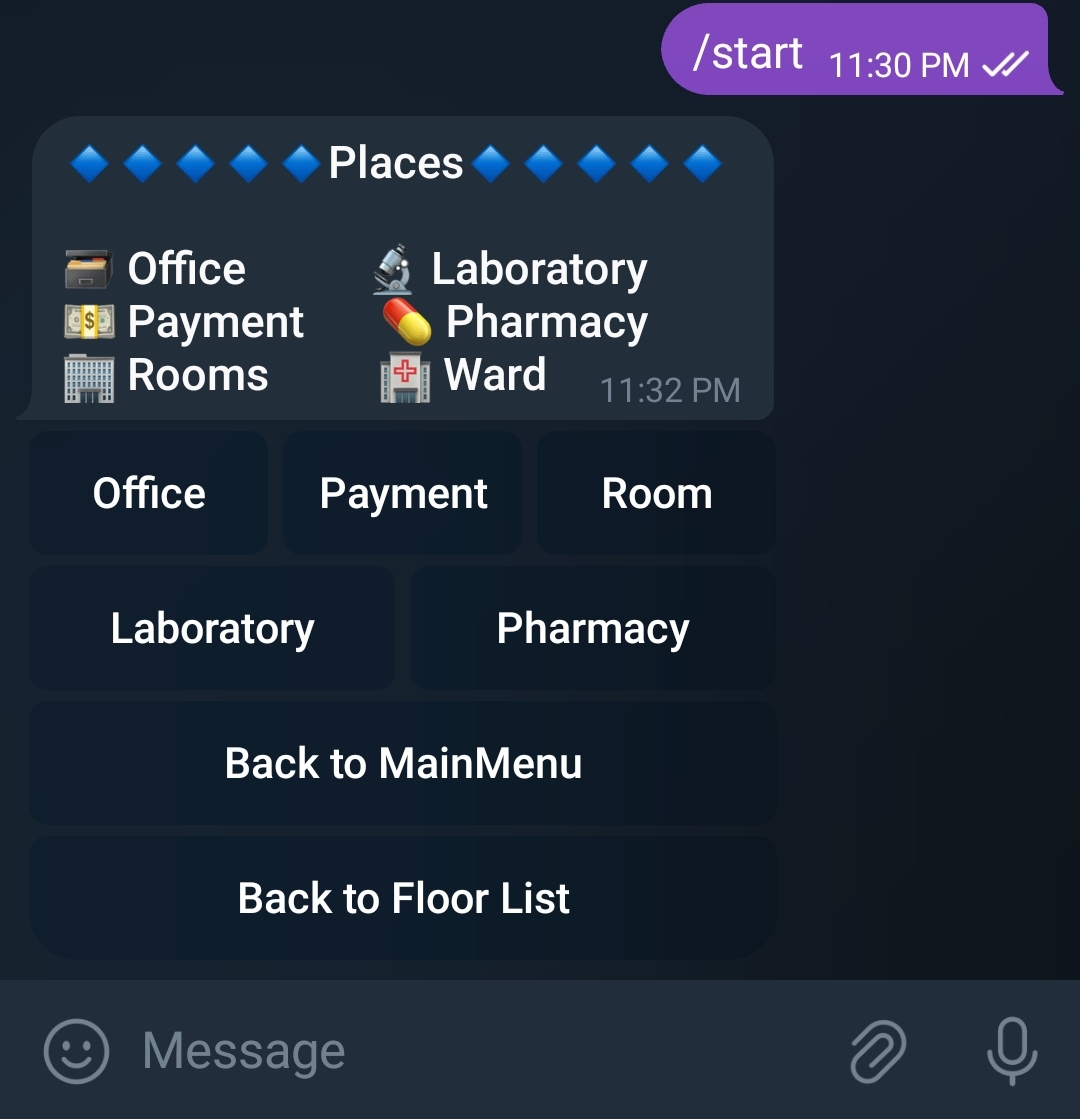 /start 11:30 PM
🔷🔷🔷🔷🔷Places🔷🔷🔷🔷🔷
🗃 Office 🔬 Laboratory
💵 Payment 💊 Pharmacy
🏢 Rooms 🏥 Ward 11:32 PM
Office Payment Room
Laboratory Pharmacy
Back to MainMenu
Back to Floor List
Message